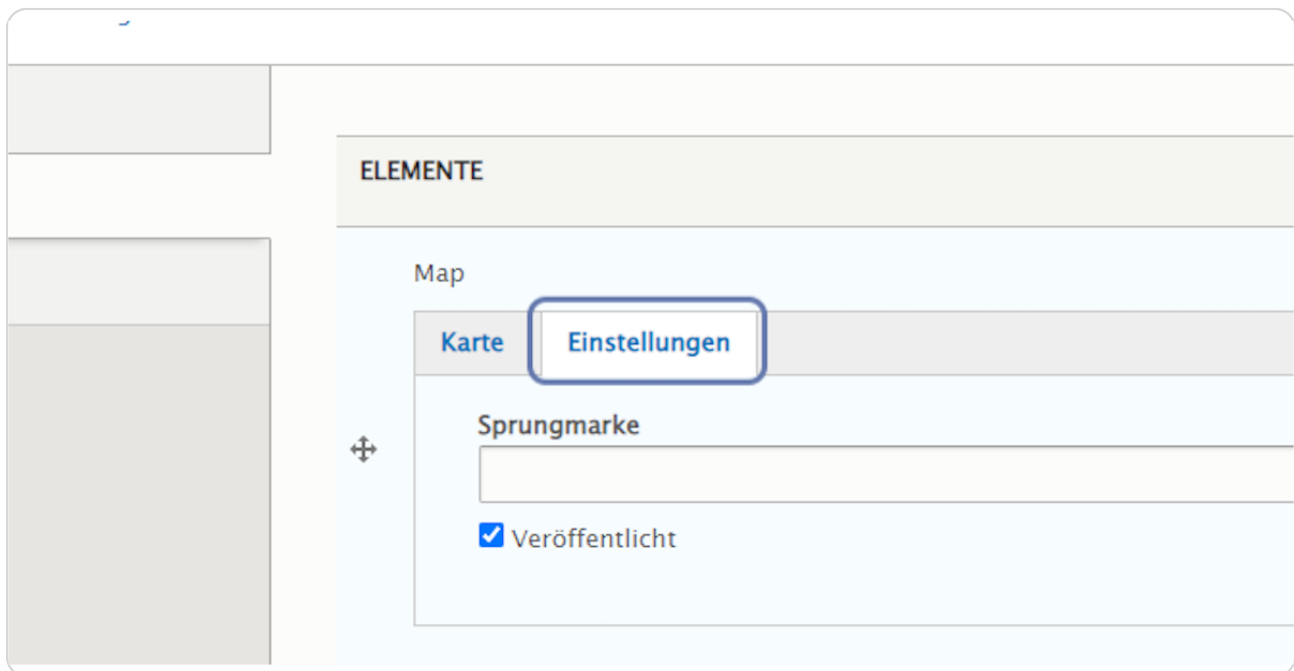 ELEMENTE
Map
Karte Einstellungen
Sprungmarke
Veröffentlicht